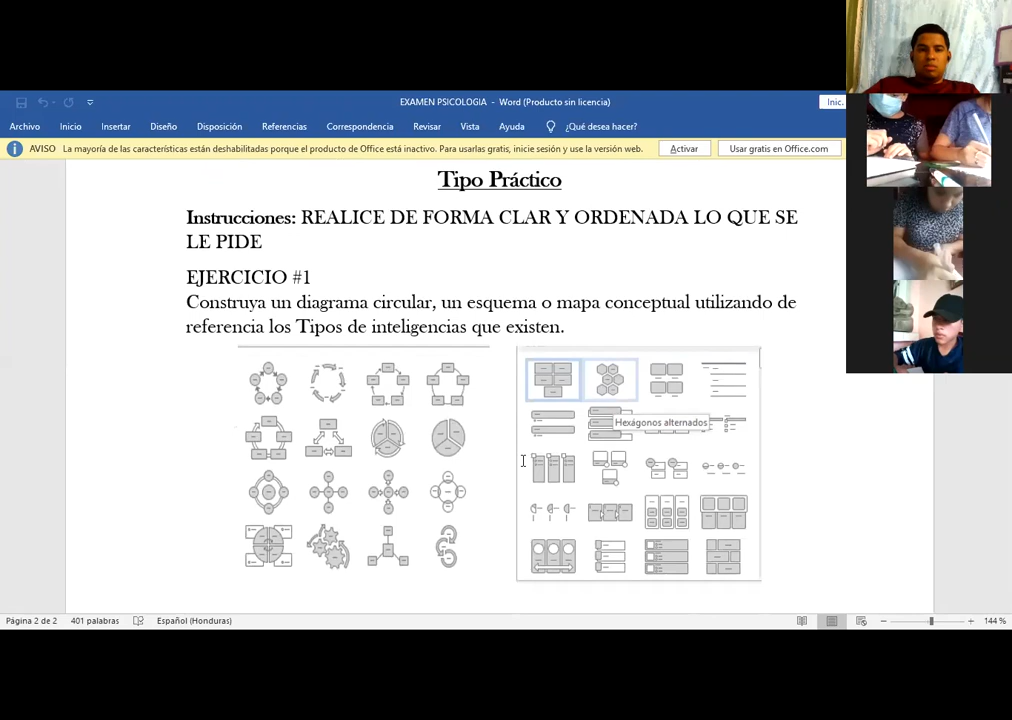 EXAMEN PSICOLOGIA - Word (Producto sin licencia)
Inic.
Archivo Inicio Insertar Diseño Disposición Referencias Correspondencia Revisar Vista Ayuda ¿Qué desea hacer?
AVISO La mayoría de las características están deshabilitadas porque el producto de Office está inactivo. Para usarlas gratis, inicie sesión y use la versión web. Activar Usar gratis en Office.com
Tipo Práctico
Instrucciones: REALICE DE FORMA CLAR Y ORDENADA LO QUE SE
LE PIDE
EJERCICIO #1
Construya un diagrama circular, un esquema o mapa conceptual utilizando de
referencia los Tipos de inteligencias que existen.
Hexágonos alternados
Página 2 de 2 401 palabras Español (Honduras) 144 %